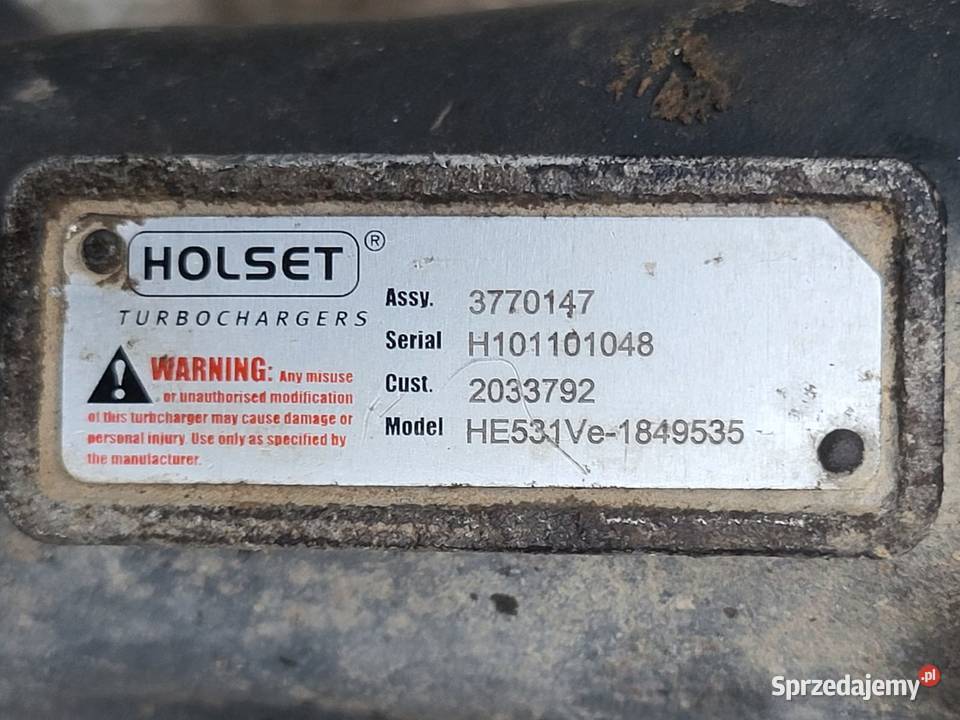 HOLSET®
TURBOCHARGERS
WARNING: Any misuse
or unauthorised modification
of this turbcharger may cause damage or
personal injury. Use only as specified by
the manufacturer.
Assy. 3770147
Serial H101101048
Cust. 2033792
Model HE531Ve-1849535
Sprzedajemy.pl